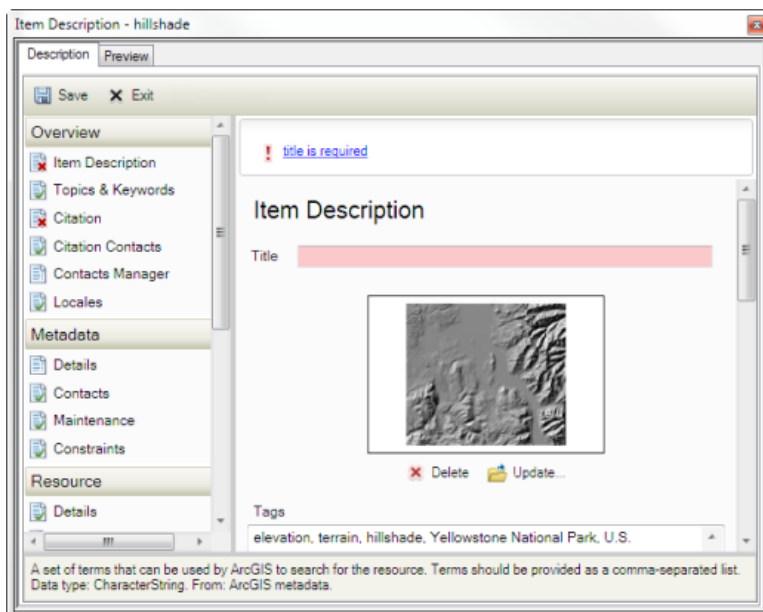 Item Description - hillshade
Description Preview
Save Exit
Overview
Item Description
Topics & Keywords
Citation
Citation Contacts
Contacts Manager
Locales
Metadata
Details
Contacts
Maintenance
Constraints
Resource
Details
! title is required
Item Description
Title
Delete Update...
Tags
elevation, terrain, hillshade, Yellowstone National Park, U.S.
A set of terms that can be used by ArcGIS to search for the resource. Terms should be provided as a comma-separated list.
Data type: CharacterString. From: ArcGIS metadata.